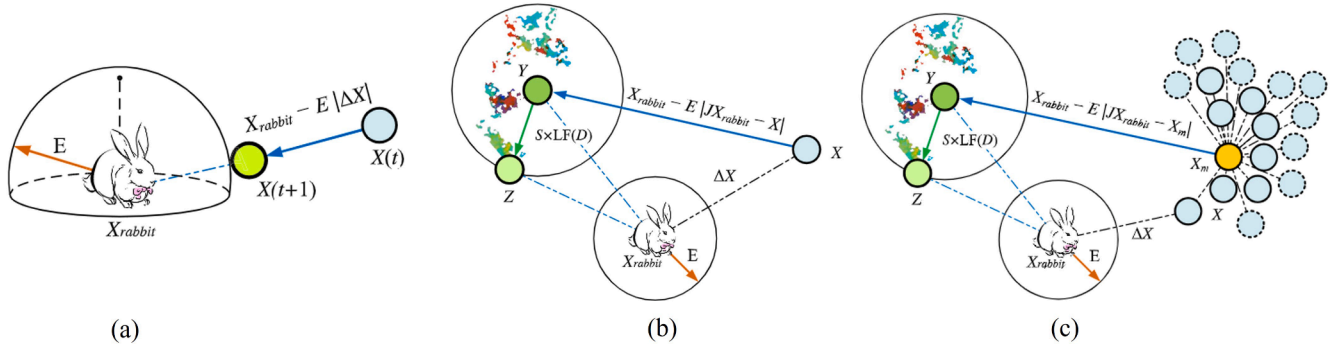 X_rabbit − E |ΔX|
E
X(t)
X(t+1)
X_rabbit
(a)
Y
X_rabbit − E |JX_rabbit − X|
S×LF(D)
X
ΔX
Z
E
X_rabbit
(b)
Y
X_rabbit − E |JX_rabbit − X_m|
S×LF(D)
X_m
Z
X
ΔX
E
X_rabbit
(c)